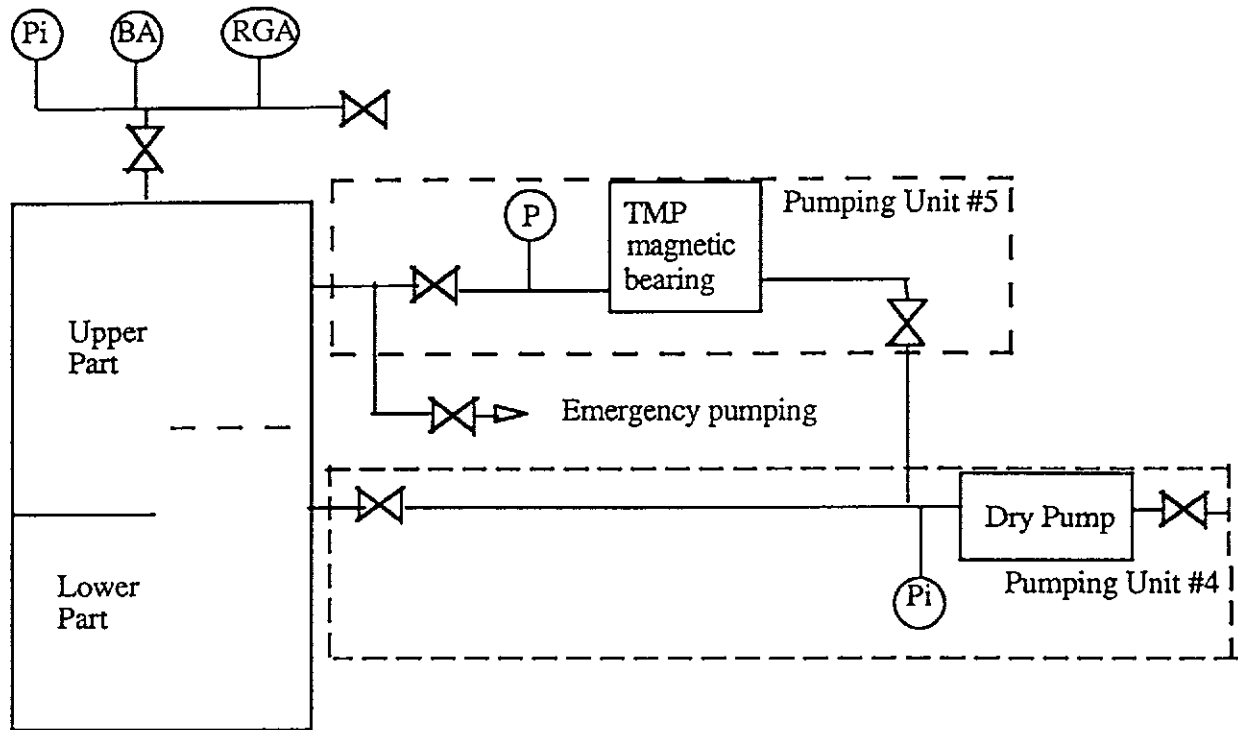 Pi
BA
RGA
P
TMP
magnetic
bearing
Pumping Unit #5
Upper
Part
Emergency pumping
Dry Pump
Pumping Unit #4
Pi
Lower
Part